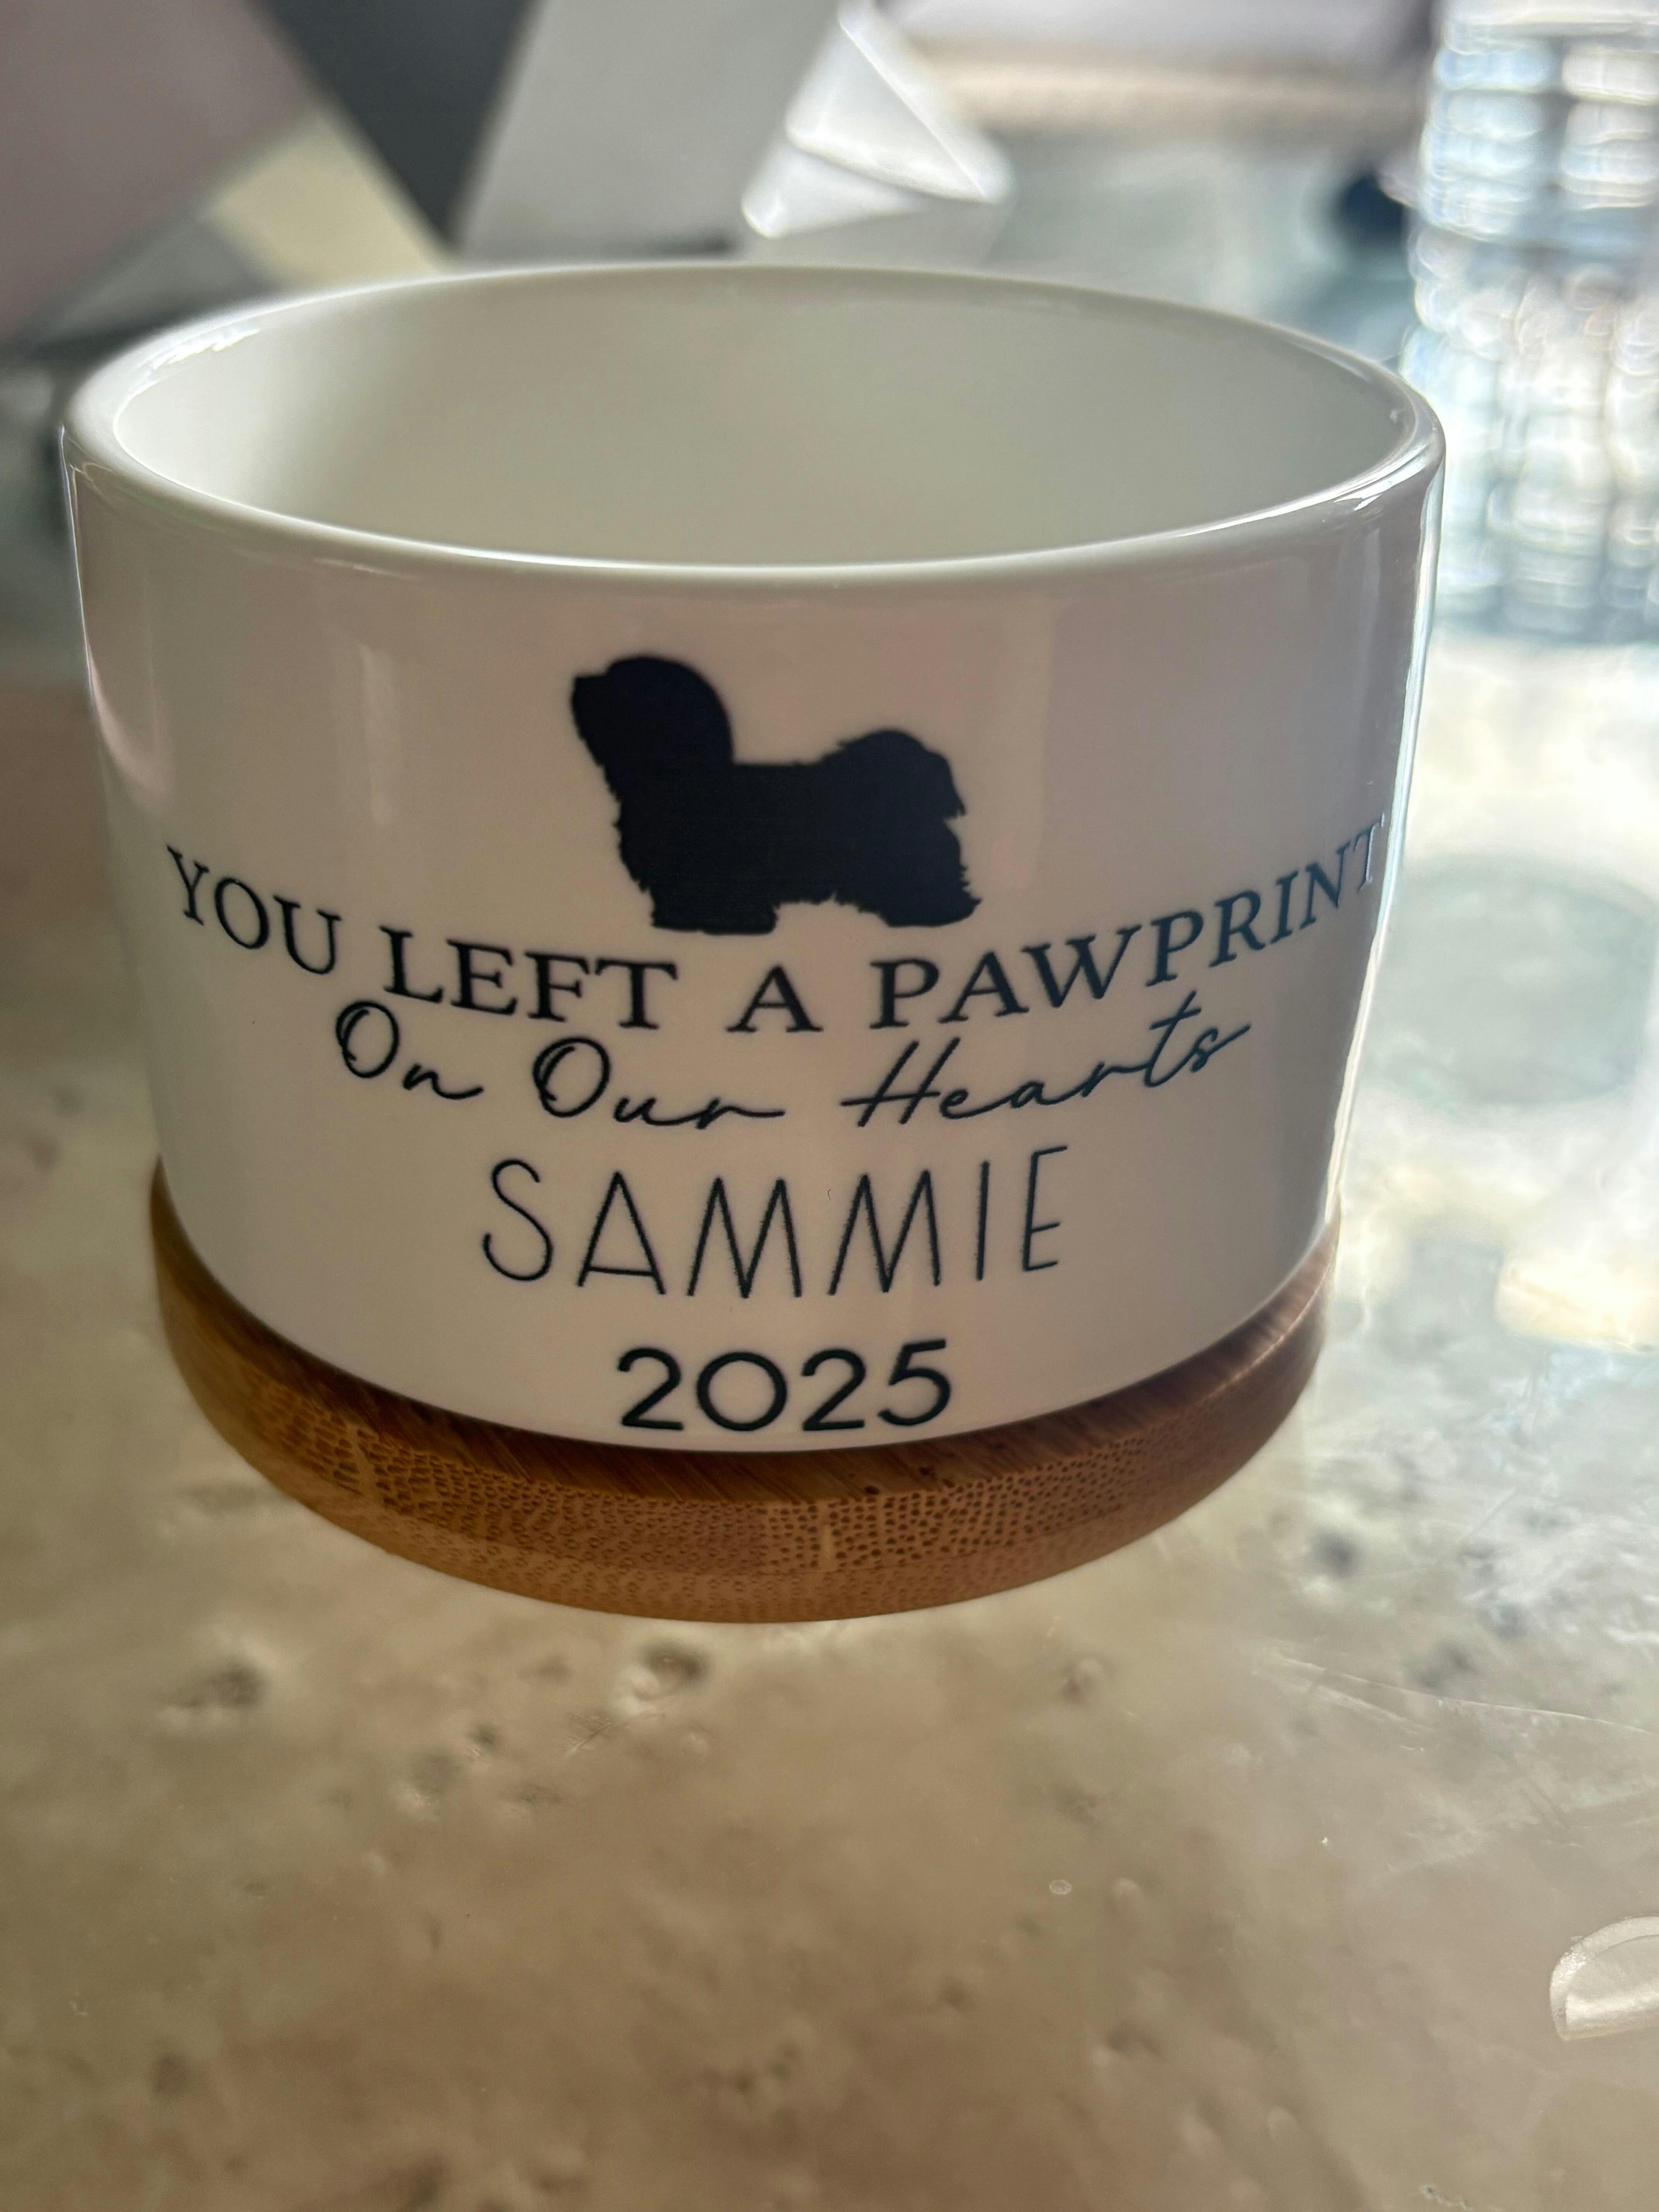 YOU LEFT A PAWPRINT
On Our Hearts
SAMMIE
2025